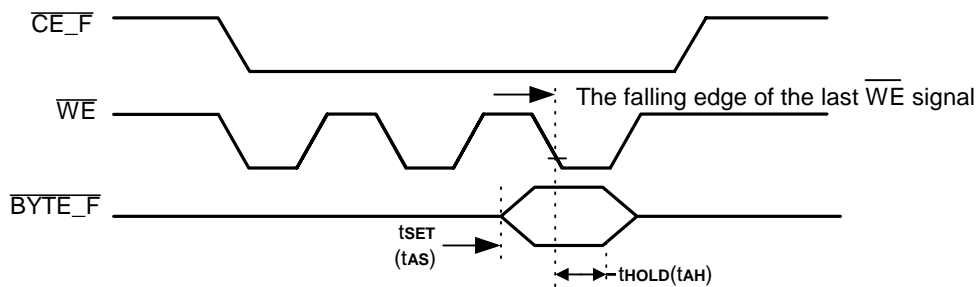 CE_F
The falling edge of the last WE signal
WE
BYTE_F
tSET
(tAS)
tHOLD(tAH)